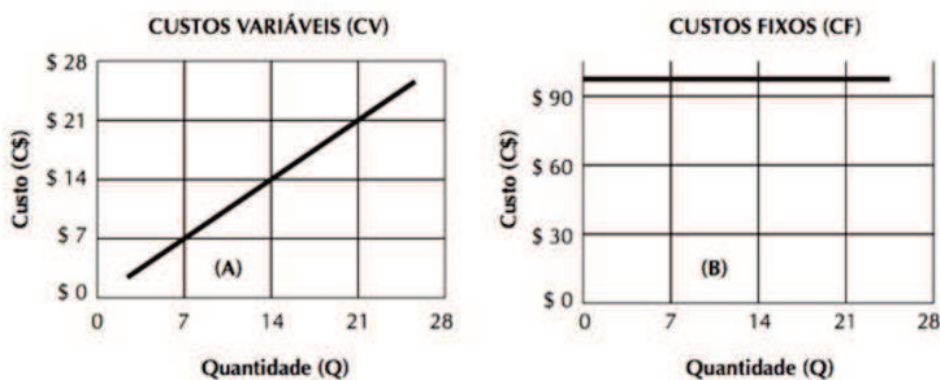 CUSTOS VARIÁVEIS (CV)
$ 28
$ 21
$ 14
$ 7
$ 0
Custo (C$)
(A)
0 7 14 21 28
Quantidade (Q)
CUSTOS FIXOS (CF)
$ 90
$ 60
$ 30
$ 0
Custo (C$)
(B)
0 7 14 21 28
Quantidade (Q)